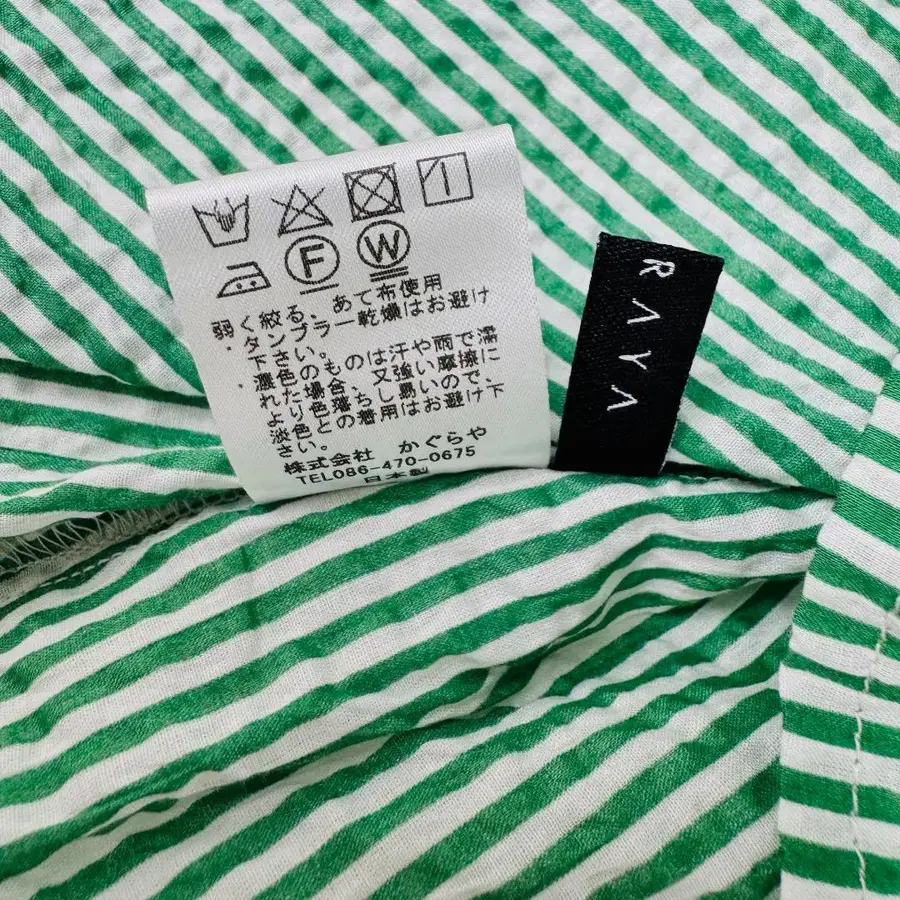 F W
弱く絞る、あて布使用
・タンブラー乾燥はお避け
下さい。
・濃色のものは汗や雨で濡
れた場合、又強い摩擦に
より色落ちし易いので、
淡色との着用はお避け下
さい。
株式会社 かぐらや
TEL086-470-0675
日本製
RAYA